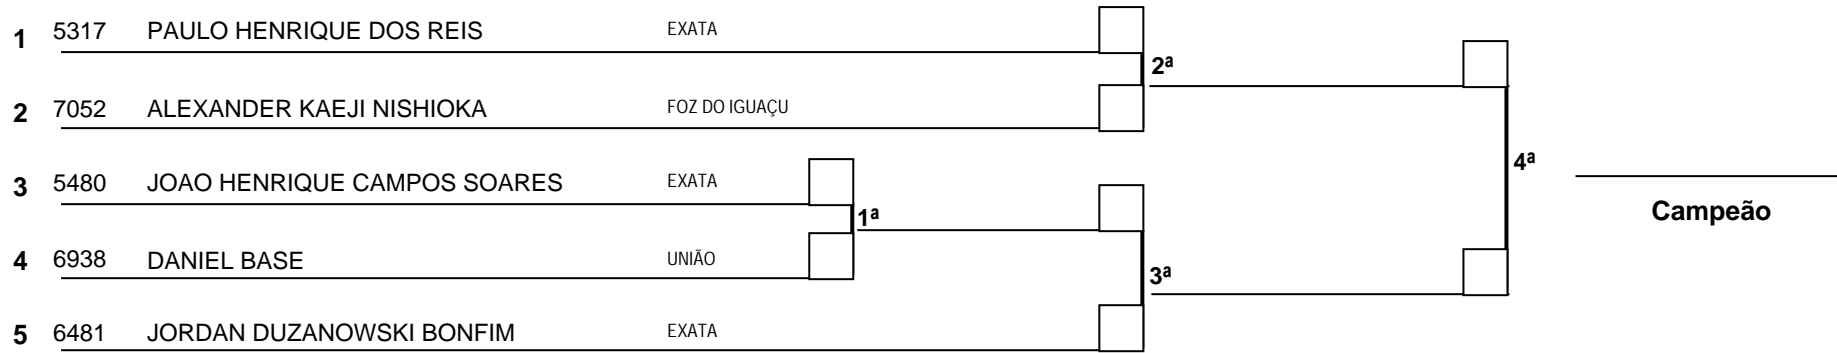 1 5317 PAULO HENRIQUE DOS REIS EXATA
2ª
2 7052 ALEXANDER KAEJI NISHIOKA FOZ DO IGUAÇU
4ª
3 5480 JOAO HENRIQUE CAMPOS SOARES EXATA
1ª
Campeão
4 6938 DANIEL BASE UNIÃO
3ª
5 6481 JORDAN DUZANOWSKI BONFIM EXATA